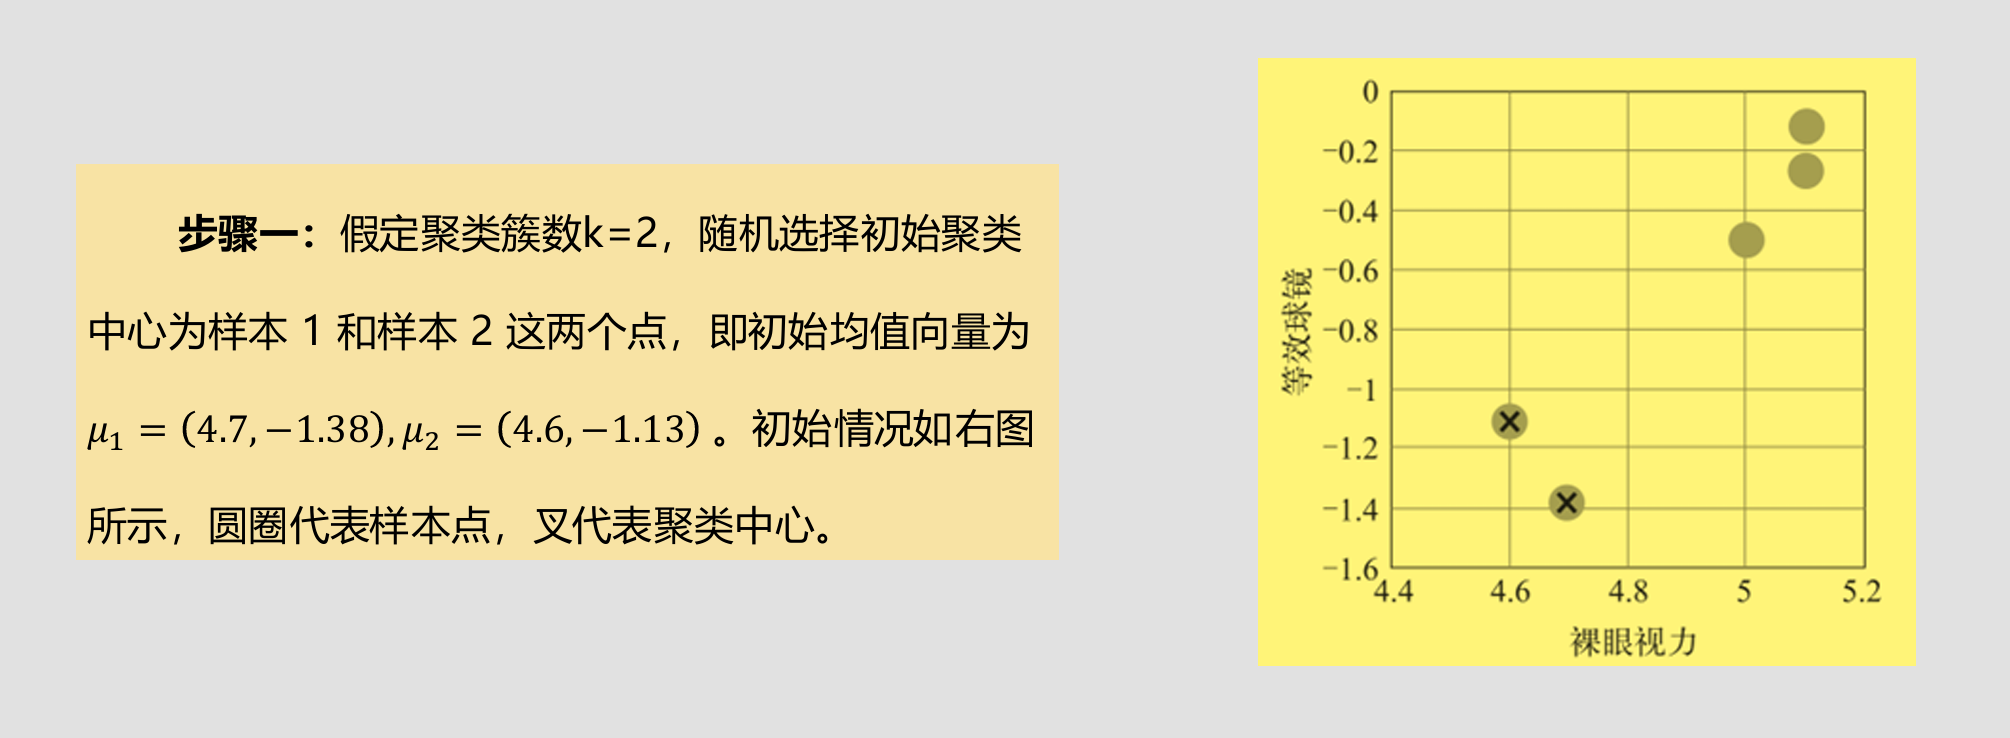 步骤一：假定聚类簇数k=2，随机选择初始聚类
中心为样本 1 和样本 2 这两个点，即初始均值向量为
μ₁ = (4.7,−1.38),μ₂ = (4.6,−1.13) 。初始情况如右图
所示，圆圈代表样本点，叉代表聚类中心。
0
−0.2
−0.4
−0.6
−0.8
−1
−1.2
−1.4
−1.6
等效球镜
4.4 4.6 4.8 5 5.2
裸眼视力